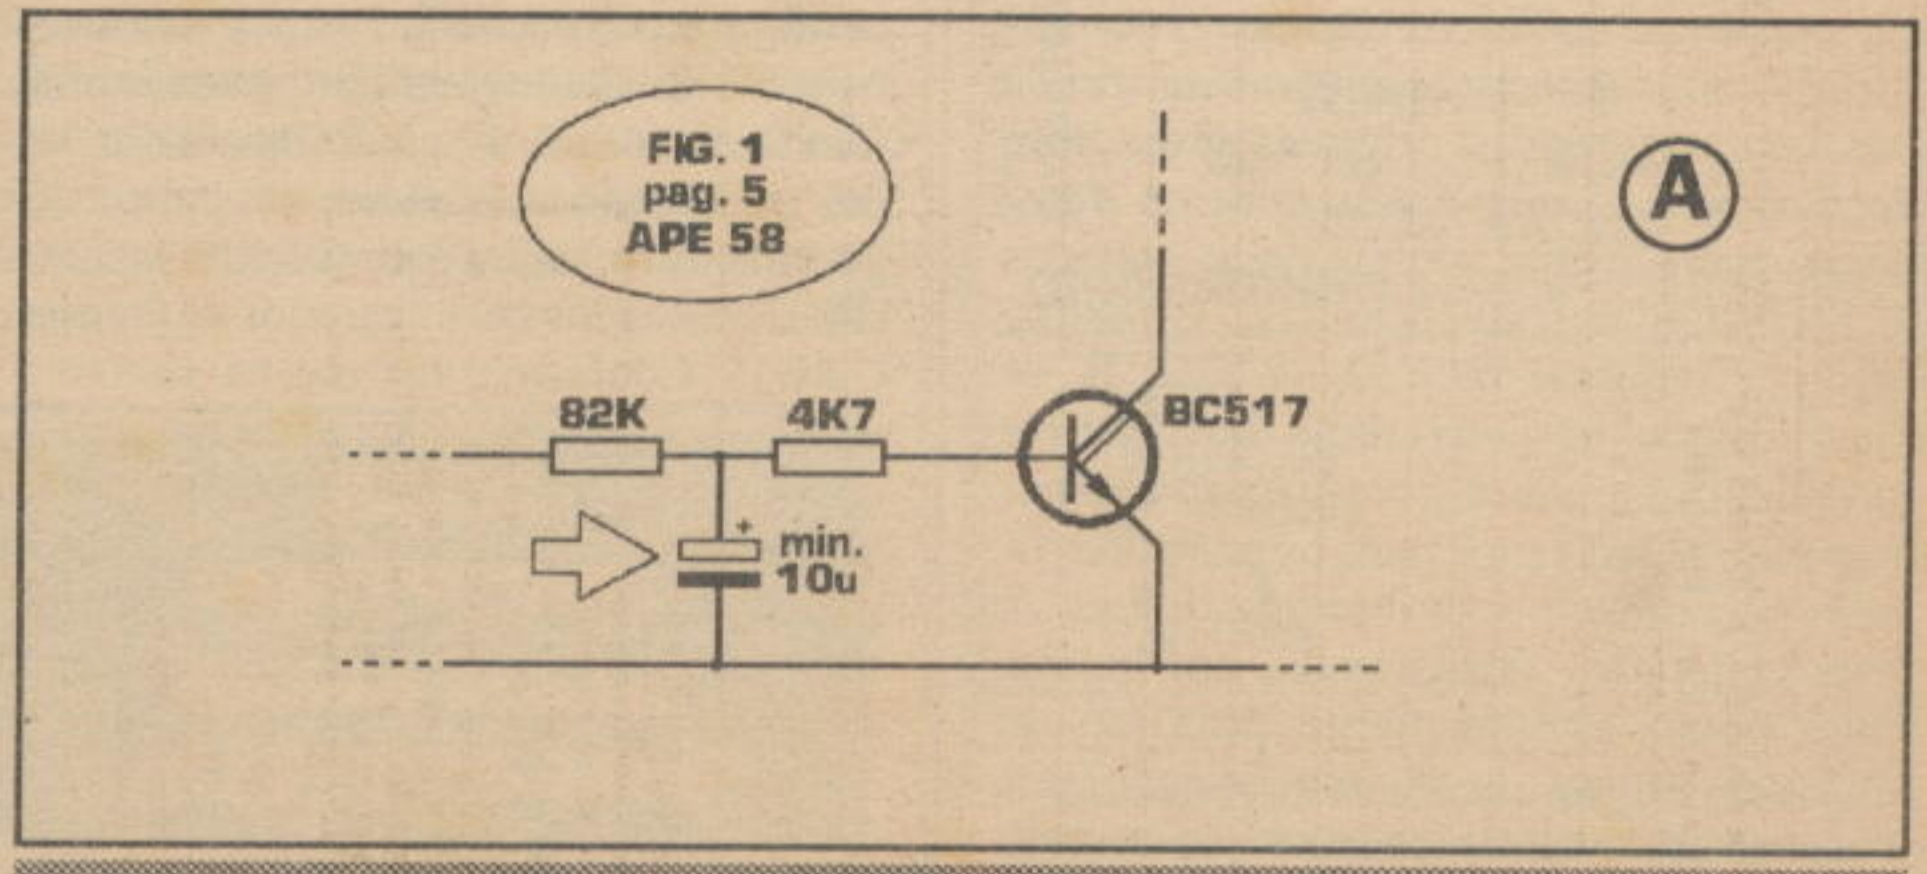 FIG. 1
pag. 5
APE 58
A
82K
4K7
BC517
+
min.
10u